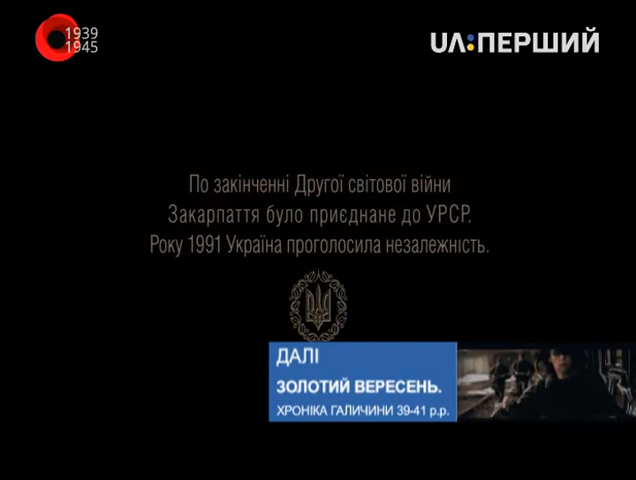 1939
1945
UA:ПЕРШИЙ
По закінченні Другої світової війни
Закарпаття було приєднане до УРСР.
Року 1991 Україна проголосила незалежність.
ДАЛІ
ЗОЛОТИЙ ВЕРЕСЕНЬ.
ХРОНІКА ГАЛИЧИНИ 39-41 р.р.